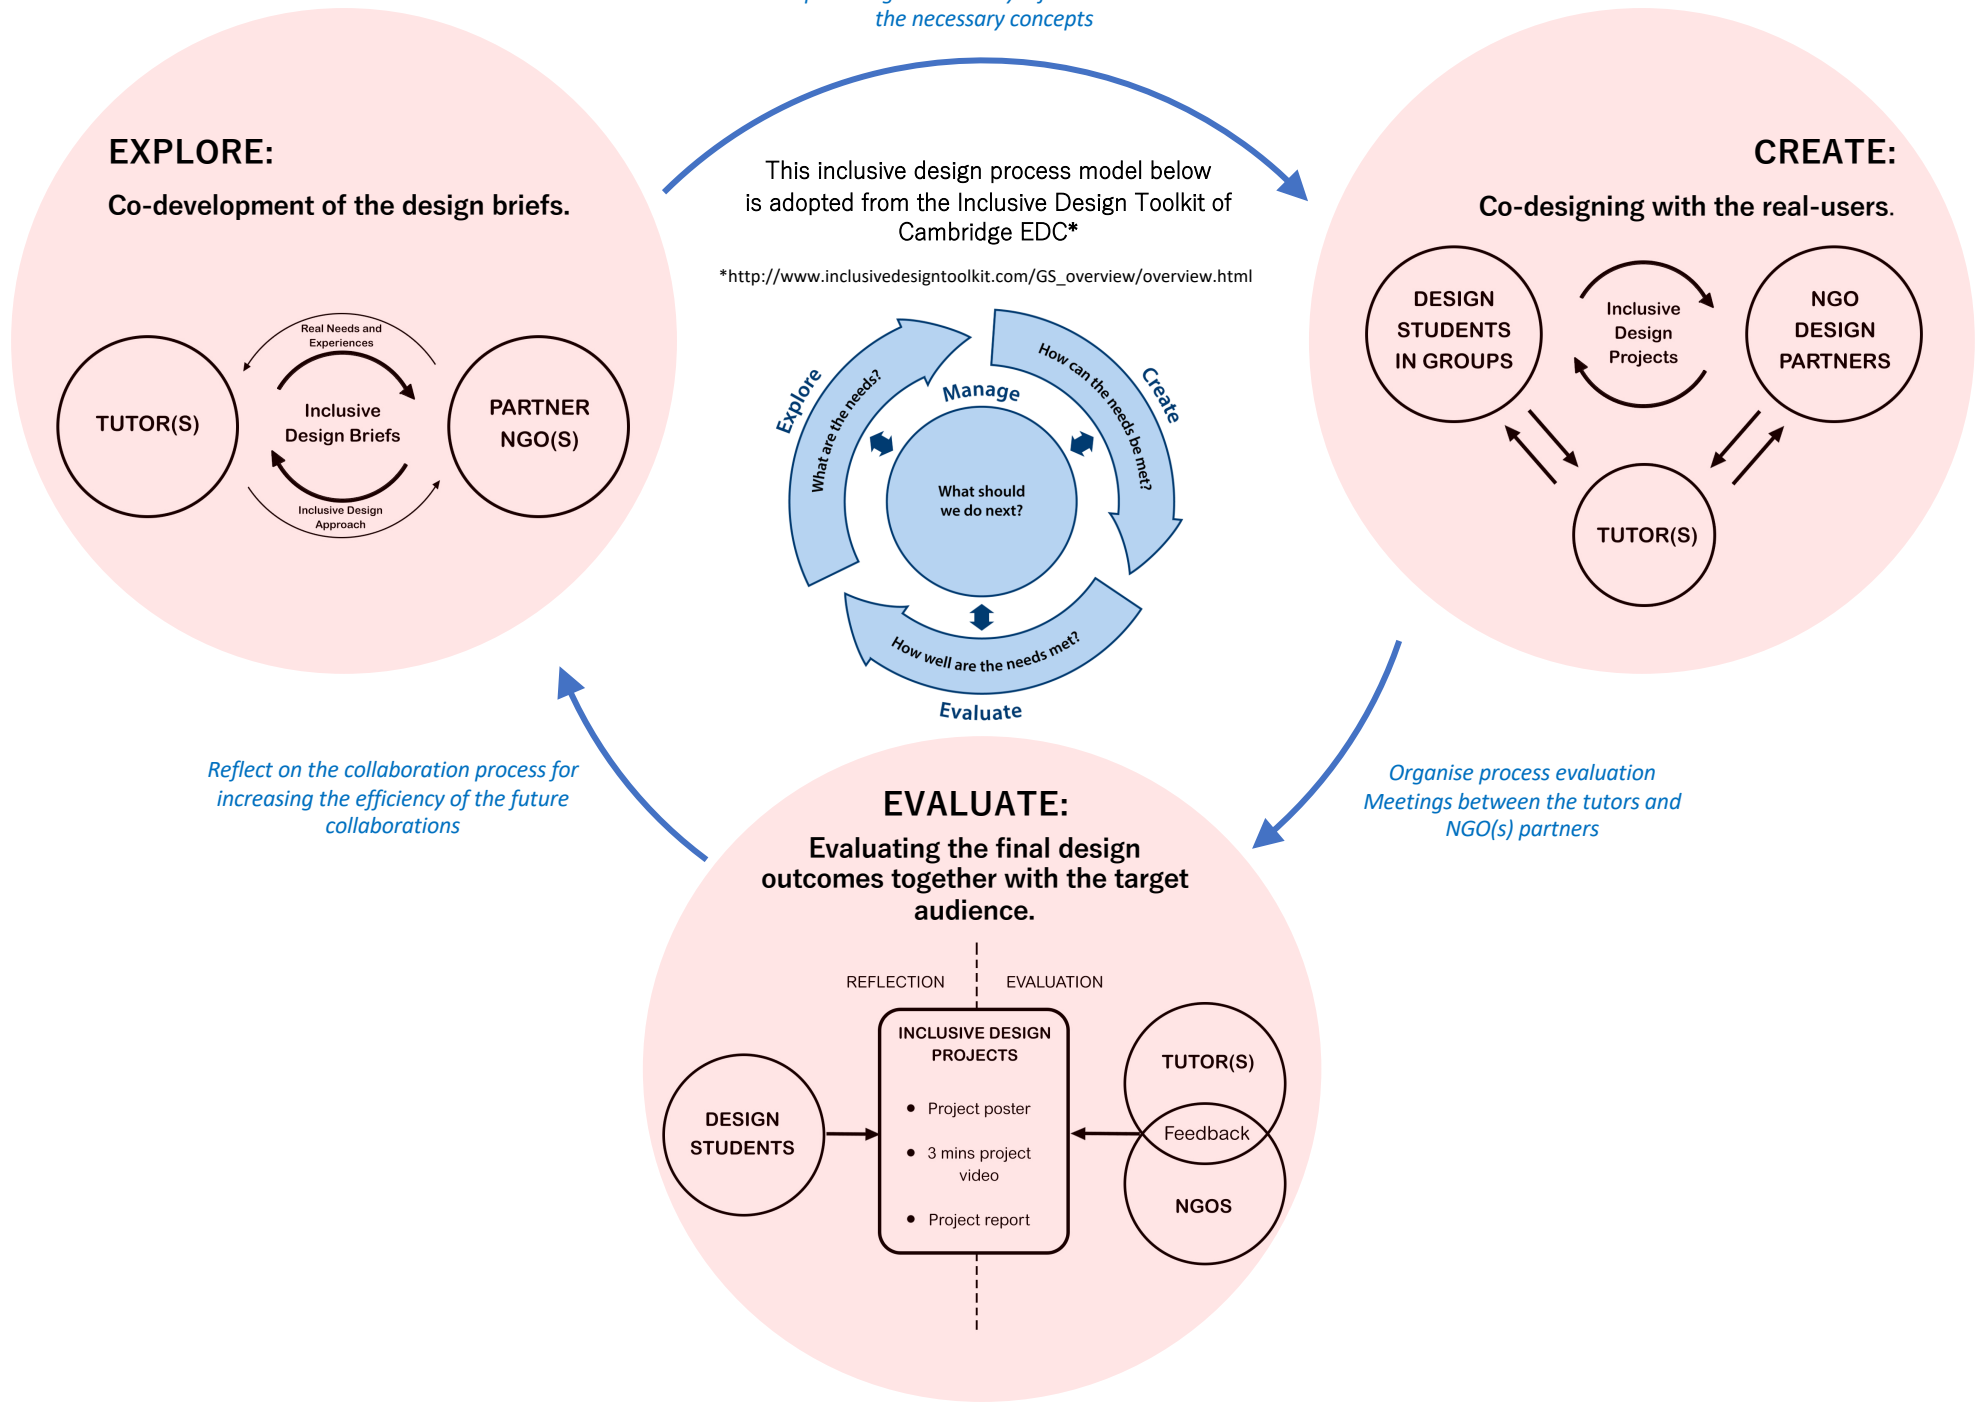 the necessary concepts
EXPLORE:
Co-development of the design briefs.
Real Needs and
Experiences
TUTOR(S)
Inclusive
Design Briefs
PARTNER
NGO(S)
Inclusive Design
Approach
This inclusive design process model below
is adopted from the Inclusive Design Toolkit of
Cambridge EDC*
*http://www.inclusivedesigntoolkit.com/GS_overview/overview.html
Explore
What are the needs?
Manage
How can the needs be met?
Create
What should
we do next?
How well are the needs met?
Evaluate
CREATE:
Co-designing with the real-users.
DESIGN
STUDENTS
IN GROUPS
Inclusive
Design
Projects
NGO
DESIGN
PARTNERS
TUTOR(S)
Reflect on the collaboration process for
increasing the efficiency of the future
collaborations
Organise process evaluation
Meetings between the tutors and
NGO(s) partners
EVALUATE:
Evaluating the final design
outcomes together with the target
audience.
REFLECTION
EVALUATION
DESIGN
STUDENTS
INCLUSIVE DESIGN
PROJECTS
● Project poster
● 3 mins project
video
● Project report
TUTOR(S)
Feedback
NGOS